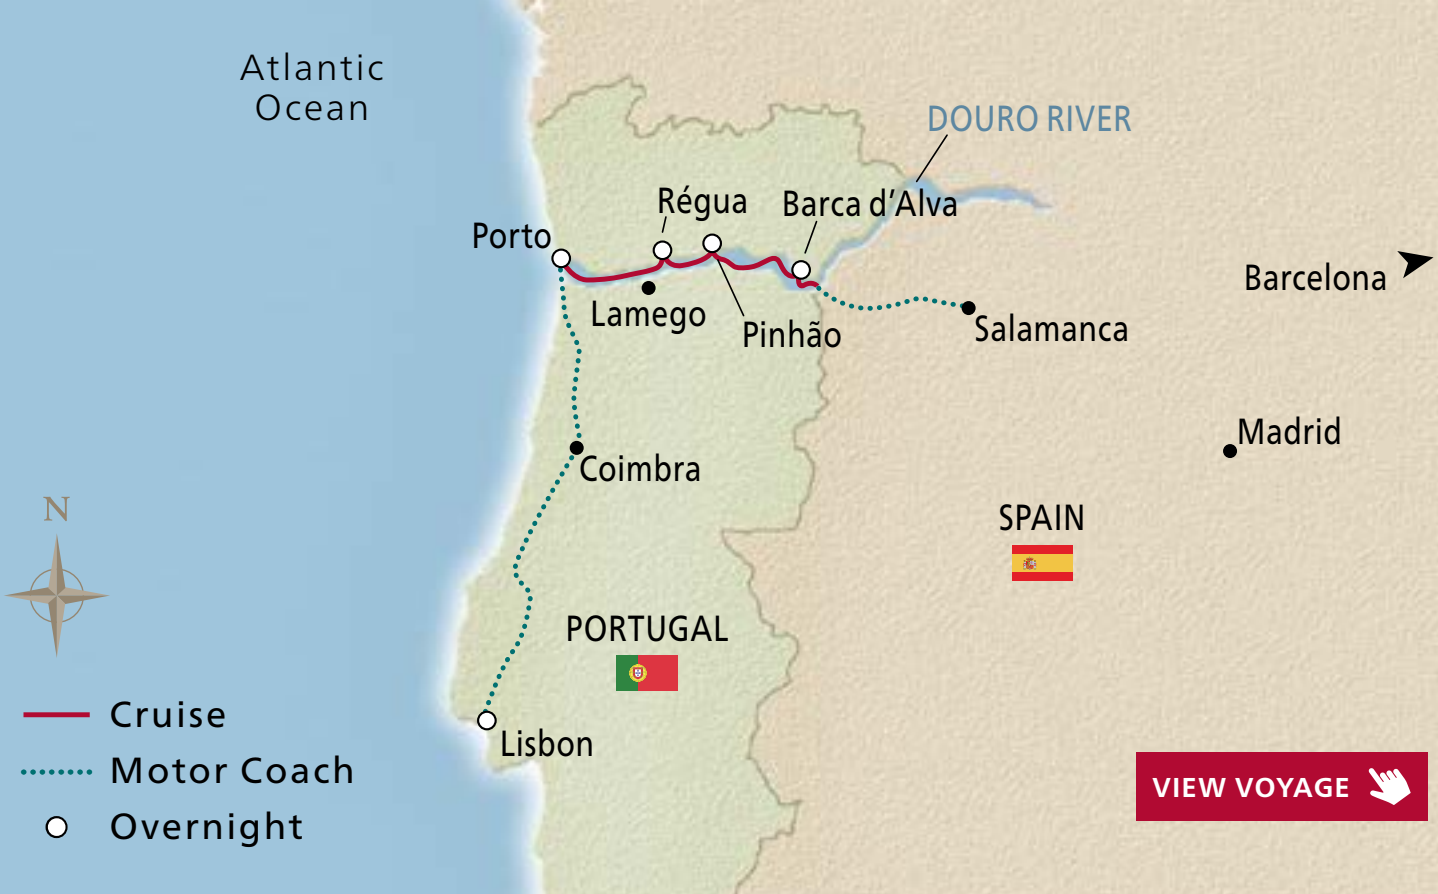 Atlantic
Ocean
DOURO RIVER
Régua
Barca d’Alva
Porto
Barcelona
Lamego
Pinhão
Salamanca
Madrid
Coimbra
N
SPAIN
PORTUGAL
Cruise
Lisbon
Motor Coach
VIEW VOYAGE
Overnight